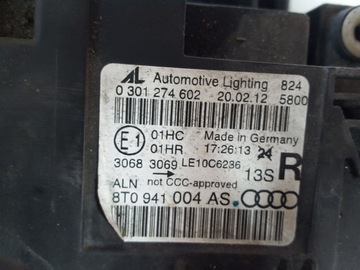 AL Automotive Lighting 824
0 301 274 602 20.02.12 5800
E1 01HC Made in Germany
01HR 17:26:13 24
3068 3069 LE10C6236 R
13S
ALN not CCC-approved
8T0 941 004 AS